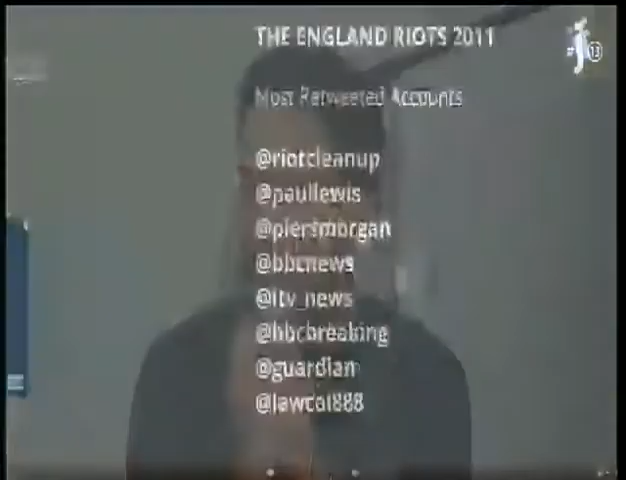 THE ENGLAND RIOTS 2011
Most Retweeted Accounts
@riotcleanup
@paullewis
@piersmorgan
@bbcnews
@itv_news
@bbcbreaking
@guardian
@lawcol888